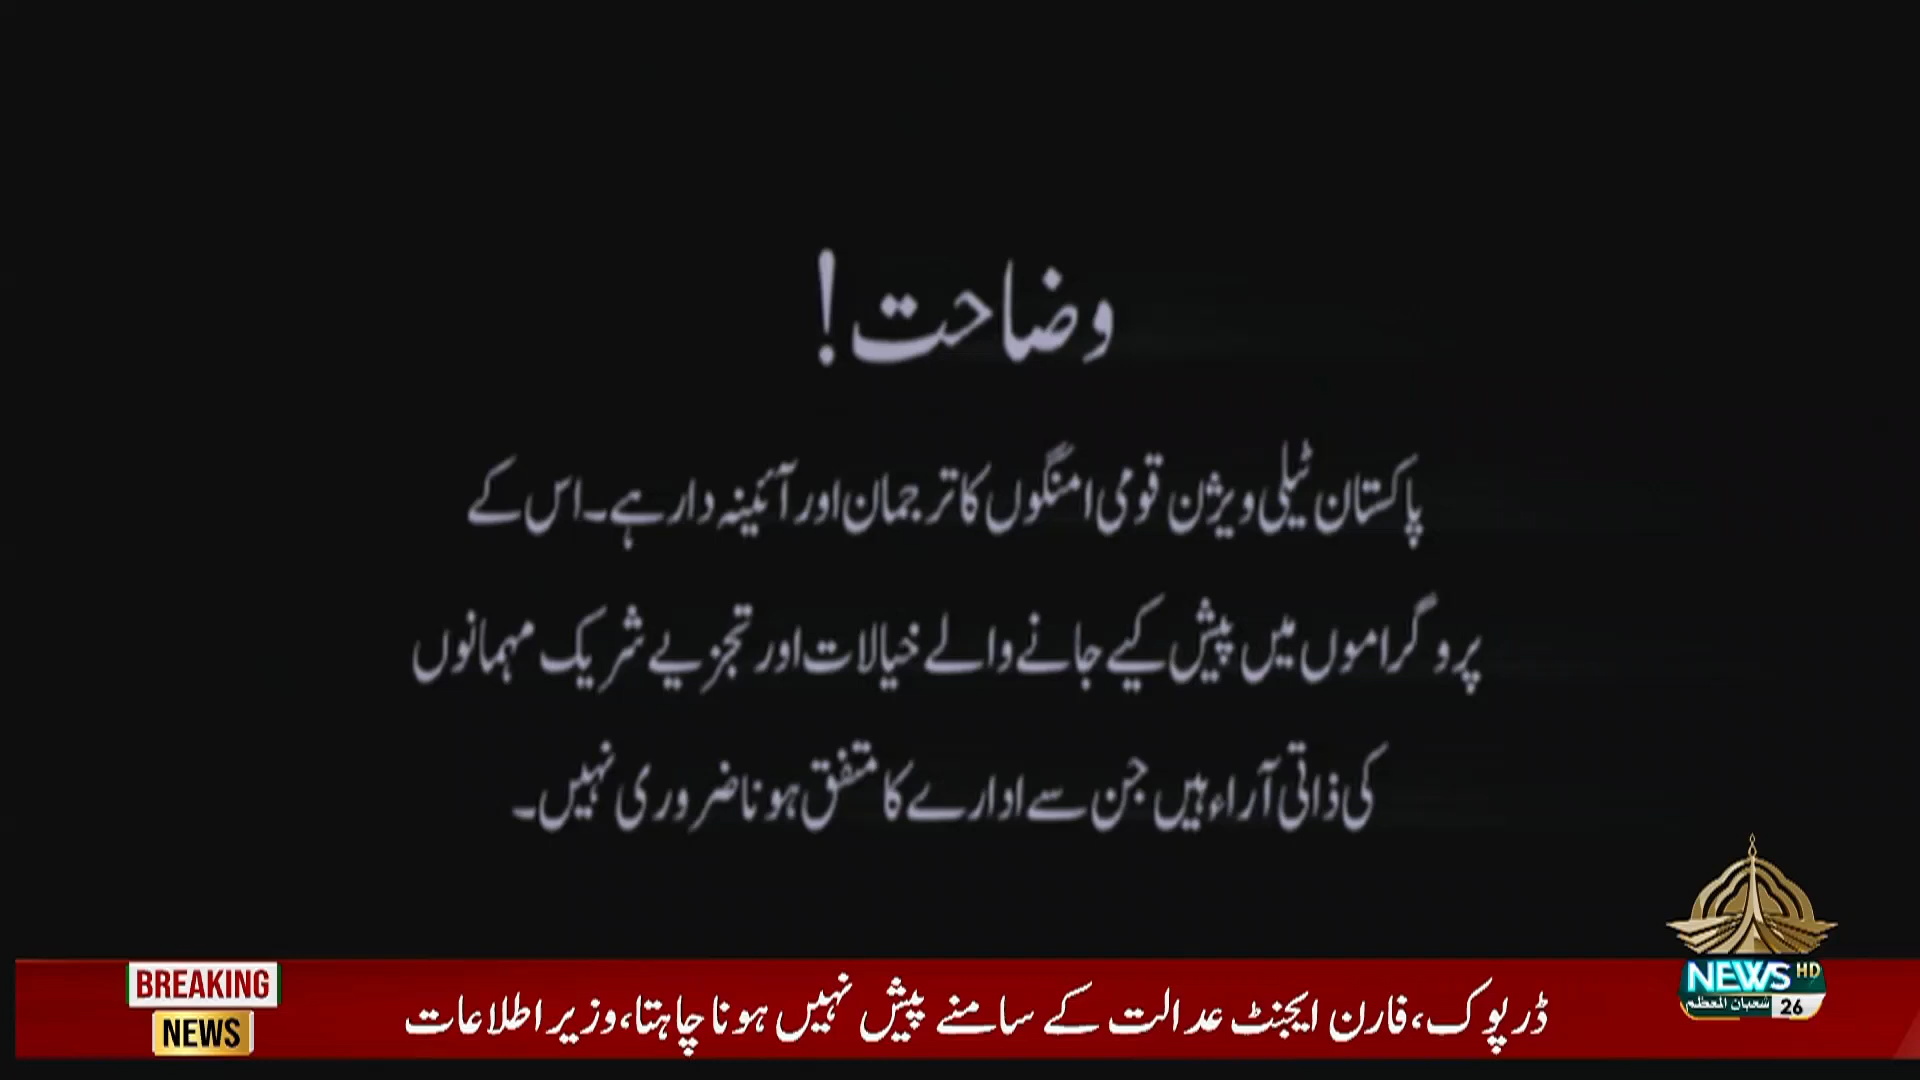 وضاحت!
پاکستان ٹیلی ویژن قومی امنگوں کا ترجمان اور آئینہ دار ہے۔ اس کے
پروگراموں میں پیش کیے جانے والے خیالات اور تجزیے شریک مہمانوں
کی ذاتی آراء ہیں جن سے ادارے کا متفق ہونا ضروری نہیں۔
NEWS HD
شعبان المعظم 26
BREAKING
NEWS
ڈرپوک، فارن ایجنٹ عدالت کے سامنے پیش نہیں ہونا چاہتا، وزیر اطلاعات